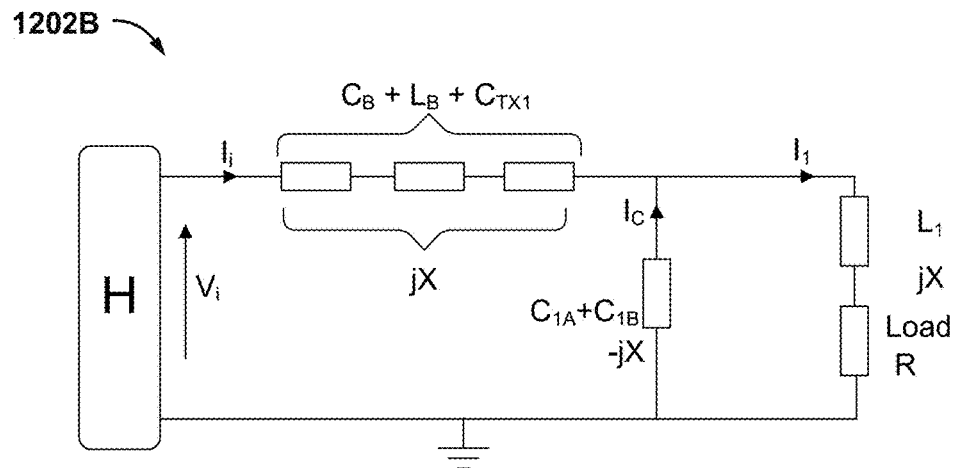 1202B
C_B + L_B + C_TX1
I_i
I_1
H
V_i
jX
I_C
C_1A+C_1B
-jX
L_1
jX
Load
R